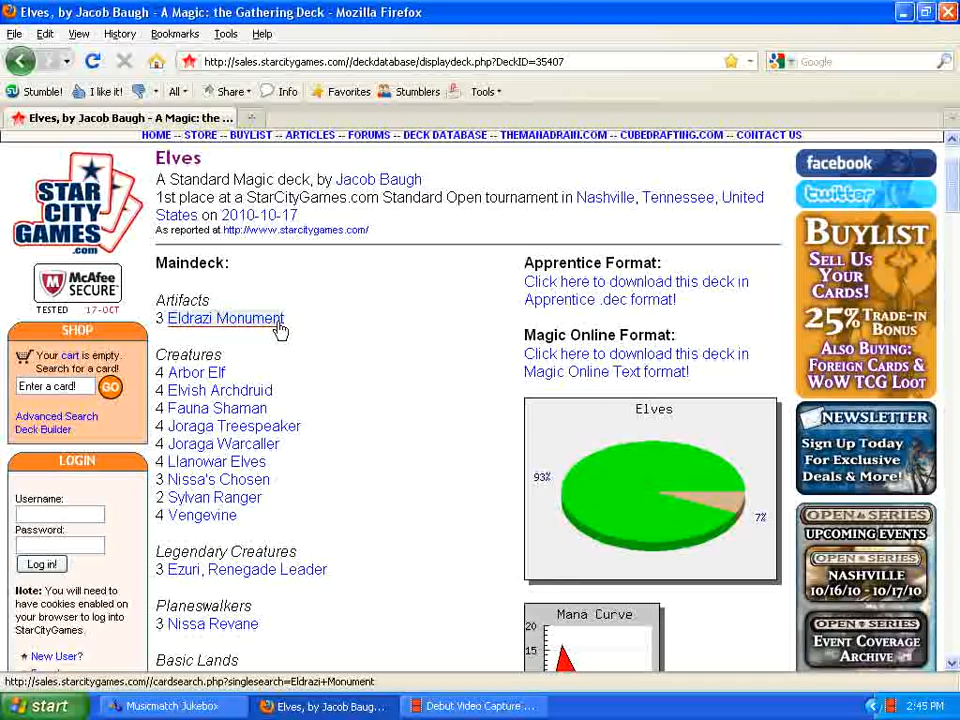 Elves, by Jacob Baugh - A Magic: the Gathering Deck - Mozilla Firefox
File Edit View History Bookmarks Tools Help
http://sales.starcitygames.com//deckdatabase/displaydeck.php?DeckID=35407
Google
Stumble! I like it! All Share Info Favorites Stumblers Tools
Elves, by Jacob Baugh - A Magic: the ...
HOME -- STORE -- BUYLIST -- ARTICLES -- FORUMS -- DECK DATABASE -- THEMANADRAIN.COM -- CUBEDRAFTING.COM -- CONTACT US
STAR
CITY
GAMES
.com
McAfee
SECURE
TESTED 17-OCT
SHOP
Your cart is empty.
Search for a card!
Enter a card! GO
Advanced Search
Deck Builder
LOGIN
Username:
Password:
Log in!
Note: You will need to
have cookies enabled on
your browser to log into
StarCityGames.
New User?
Elves
A Standard Magic deck, by Jacob Baugh
1st place at a StarCityGames.com Standard Open tournament in Nashville, Tennessee, United
States on 2010-10-17
As reported at http://www.starcitygames.com/
Maindeck:
Artifacts
3 Eldrazi Monument
Creatures
4 Arbor Elf
4 Elvish Archdruid
4 Fauna Shaman
4 Joraga Treespeaker
4 Joraga Warcaller
4 Llanowar Elves
3 Nissa's Chosen
2 Sylvan Ranger
4 Vengevine
Legendary Creatures
3 Ezuri, Renegade Leader
Planeswalkers
3 Nissa Revane
Basic Lands
Apprentice Format:
Click here to download this deck in
Apprentice .dec format!
Magic Online Format:
Click here to download this deck in
Magic Online Text format!
Elves
93%
7%
Mana Curve
20
15
facebook
twitter
BUYLIST
SELL US
YOUR
CARDS!
25% TRADE-IN
BONUS
ALSO BUYING:
FOREIGN CARDS &
WOW TCG LOOT
NEWSLETTER
Sign Up Today
For Exclusive
Deals & More!
OPEN SERIES
UPCOMING EVENTS
OPEN SERIES
NASHVILLE
10/16/10 - 10/17/10
OPEN SERIES
EVENT COVERAGE
ARCHIVE
http://sales.starcitygames.com//cardsearch.php?singlesearch=Eldrazi+Monument
start Musicmatch Jukebox Elves, by Jacob Baug... Debut Video Capture ... 2:45 PM